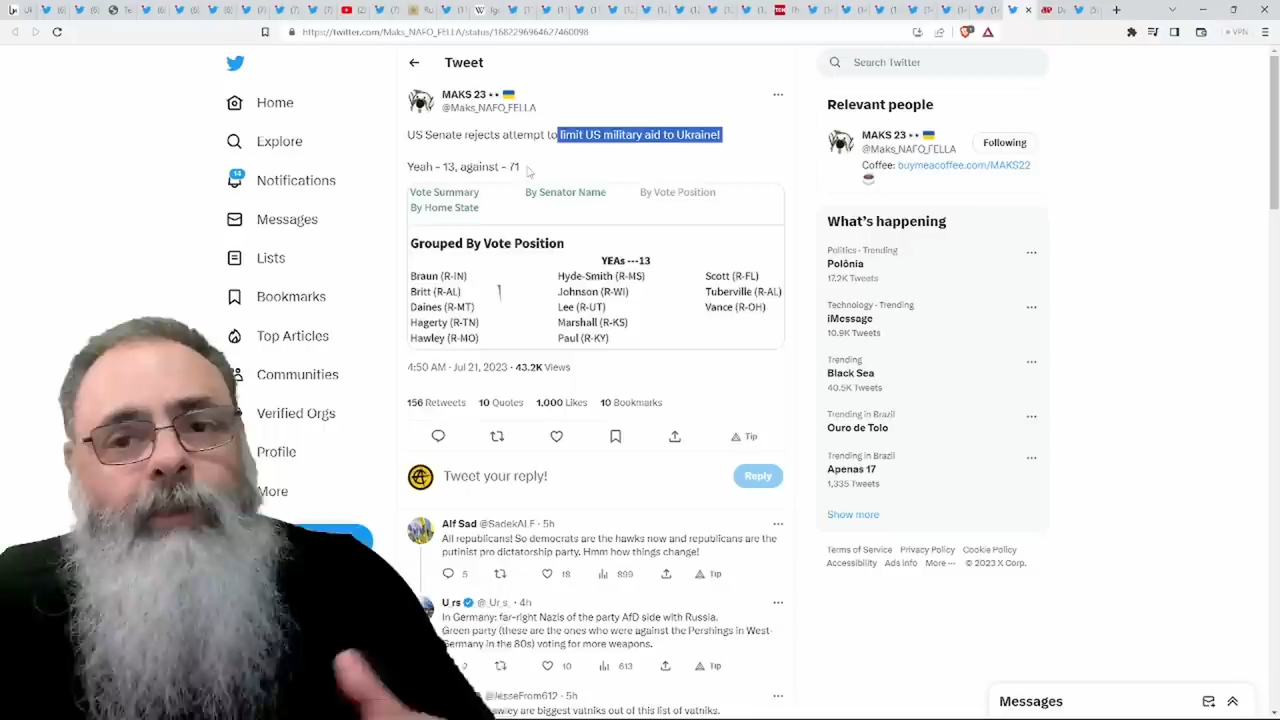 https://twitter.com/Maks_NAFO_FELLA/status/1682296964627460098
VPN
Home
Explore
14
Notifications
Messages
Lists
Bookmarks
Top Articles
Communities
Verified Orgs
Profile
More
Tweet
MAKS 23
@Maks_NAFO_FELLA
US Senate rejects attempt to limit US military aid to Ukraine!
Yeah - 13, against - 71
Vote Summary By Senator Name By Vote Position
By Home State
Grouped By Vote Position
YEAs ---13
Braun (R-IN) Hyde-Smith (R-MS) Scott (R-FL)
Britt (R-AL) Johnson (R-WI) Tuberville (R-AL)
Daines (R-MT) Lee (R-UT) Vance (R-OH)
Hagerty (R-TN) Marshall (R-KS)
Hawley (R-MO) Paul (R-KY)
4:50 AM · Jul 21, 2023 · 43.2K Views
156 Retweets 10 Quotes 1,000 Likes 10 Bookmarks
Tip
Tweet your reply!
Reply
Alf Sad @SadekALF · 5h
All republicans! So democrats are the hawks now and republicans are the
putinist pro dictatorship party. Hmm how things change!
5 18 899 Tip
U_rs @_Urs_ · 4h
In Germany: far-right Nazis of the party AfD side with Russia.
Green party (these are the ones who were against the Pershings in West-
Germany in the 80s) voting for more weapons.
10 613 Tip
@JesseFrom612 · 5h
are biggest vatniks out of this list of vatniks.
Search Twitter
Relevant people
MAKS 23
@Maks_NAFO_FELLA
Following
Coffee: buymeacoffee.com/MAKS22
What's happening
Politics · Trending
Polônia
17.2K Tweets
Technology · Trending
iMessage
10.9K Tweets
Trending
Black Sea
40.5K Tweets
Trending in Brazil
Ouro de Tolo
Trending in Brazil
Apenas 17
1,335 Tweets
Show more
Terms of Service Privacy Policy Cookie Policy
Accessibility Ads info More ··· © 2023 X Corp.
Messages